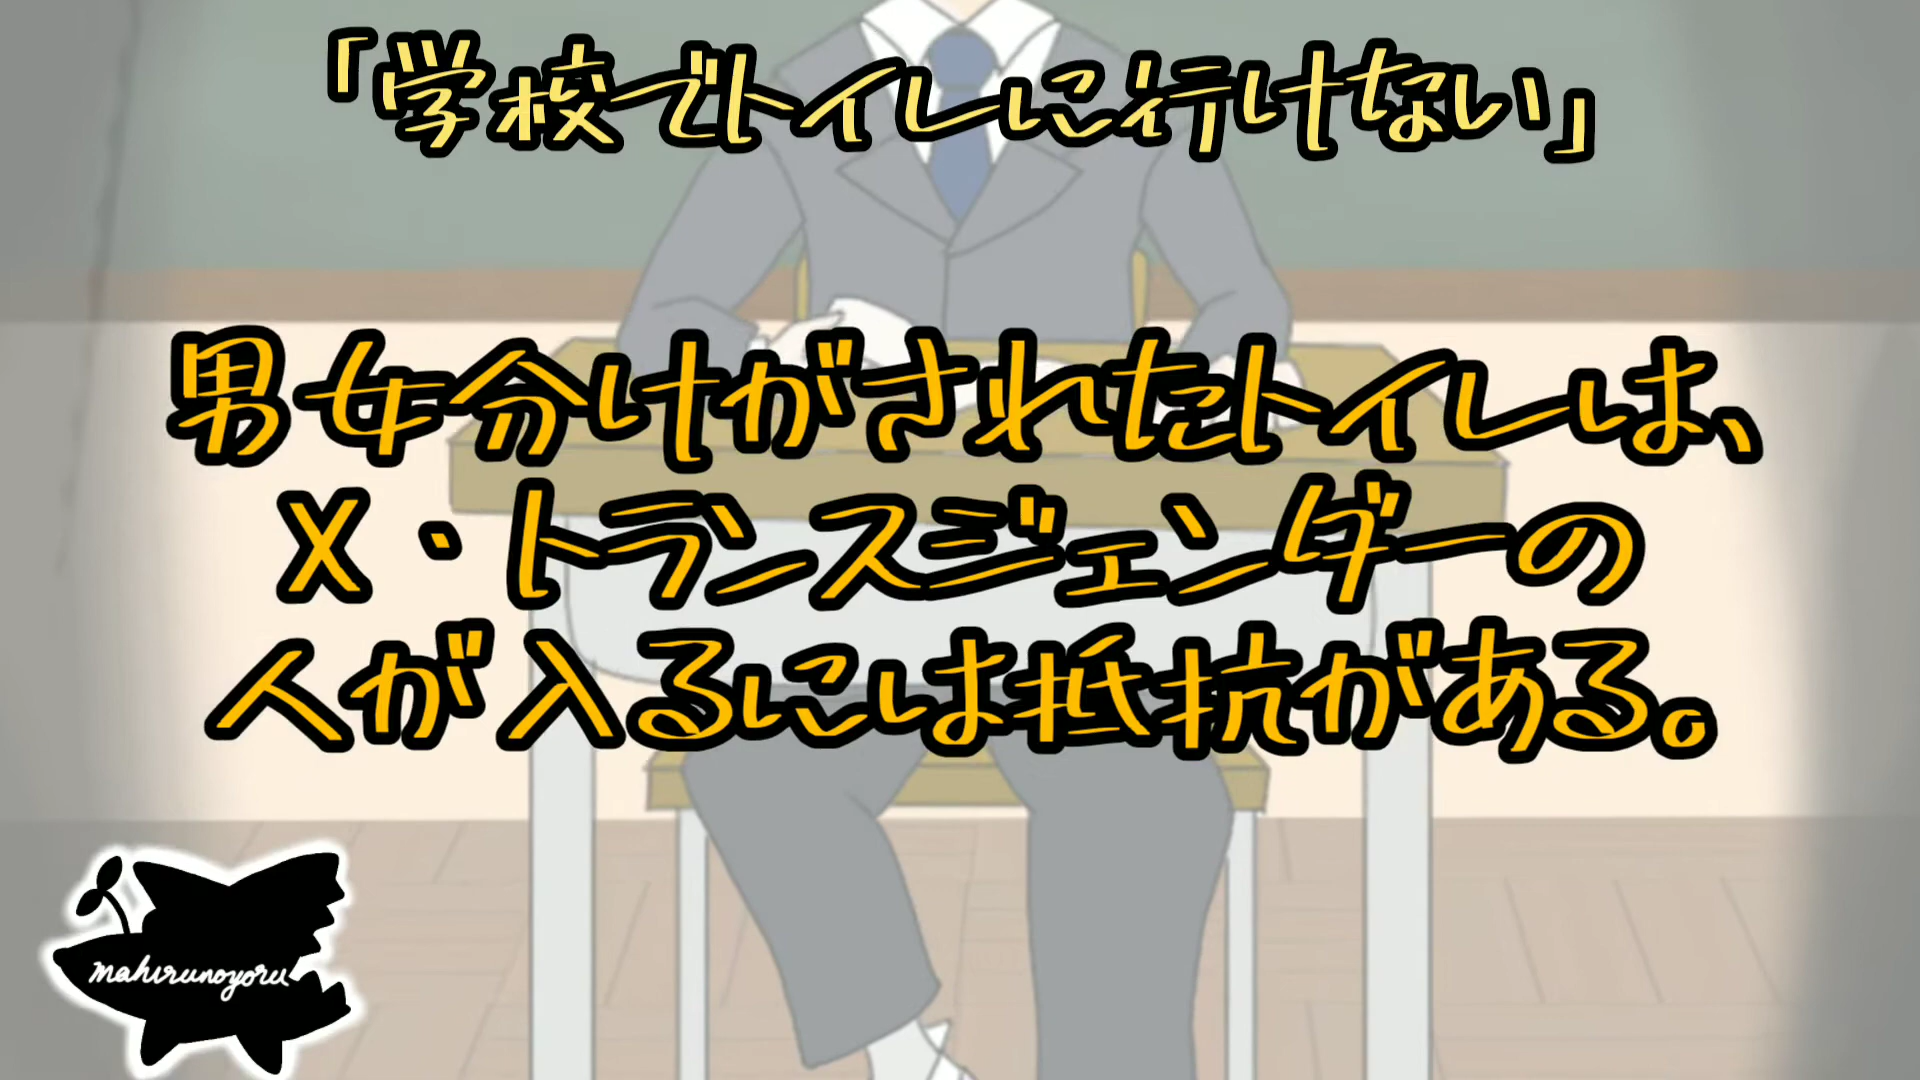 「学校でトイレに行けない」
男女分けがされたトイレは、
X・トランスジェンダーの
人が入るには抵抗がある。
mahirunoyoru